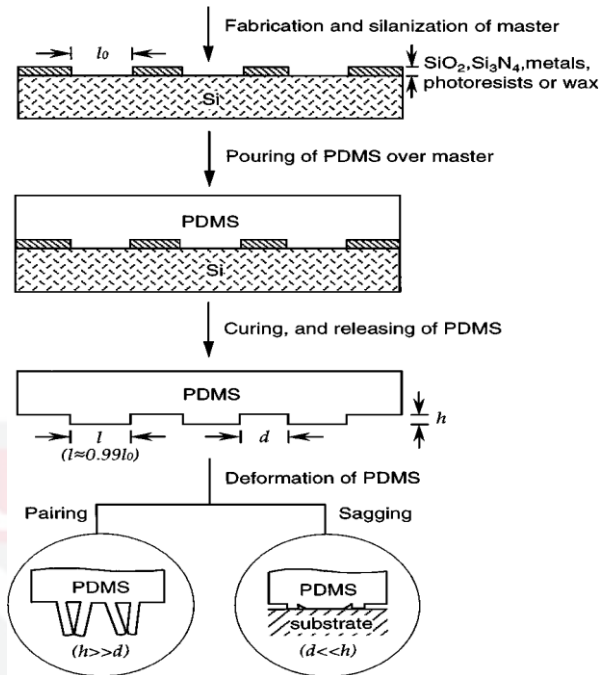 Fabrication and silanization of master
l₀
SiO₂,Si₃N₄,metals,
photoresists or wax
Si
Pouring of PDMS over master
PDMS
Si
Curing, and releasing of PDMS
PDMS
h
l
d
(l≈0.99l₀)
Deformation of PDMS
Pairing
Sagging
PDMS
PDMS
substrate
(h>>d)
(d<<h)